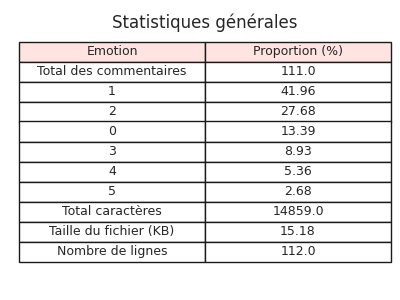 Statistiques générales
Emotion Proportion (%)
Total des commentaires 111.0
1 41.96
2 27.68
0 13.39
3 8.93
4 5.36
5 2.68
Total caractères 14859.0
Taille du fichier (KB) 15.18
Nombre de lignes 112.0